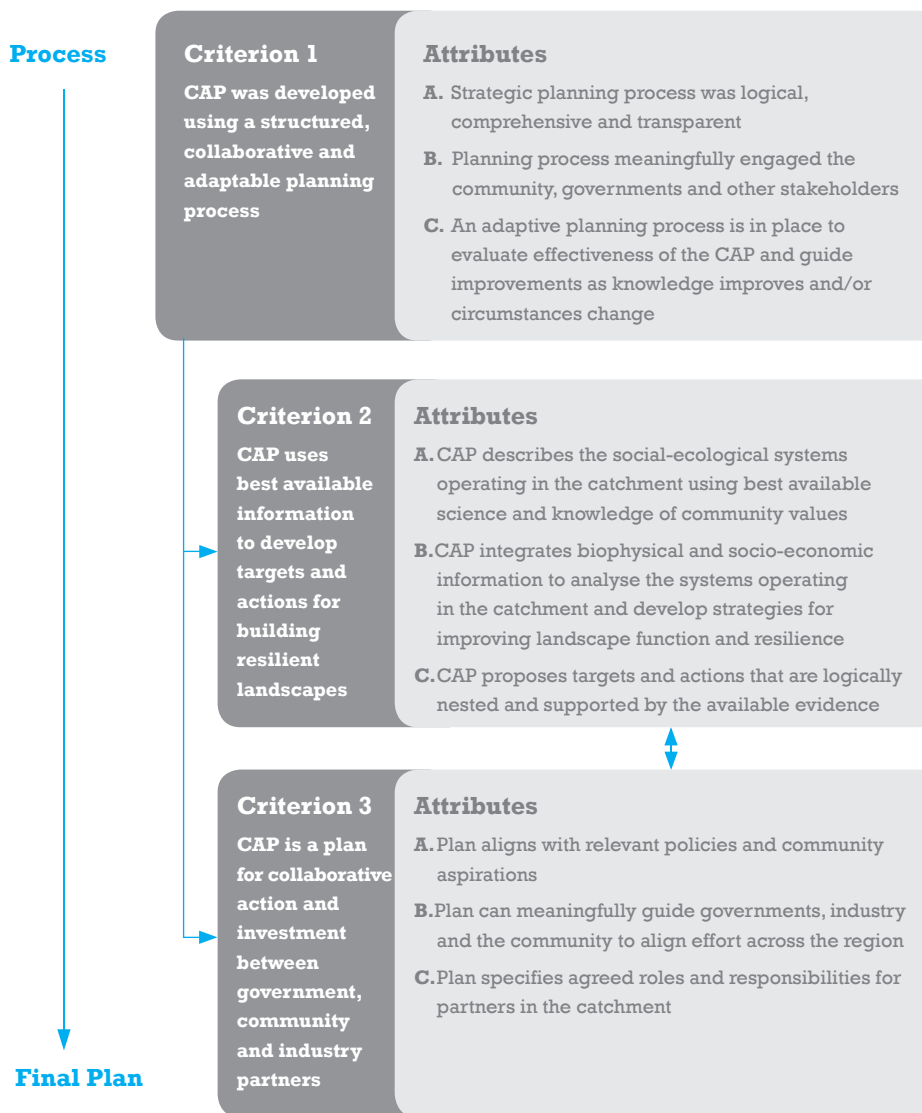 Process
Criterion 1
CAP was developed
using a structured,
collaborative and
adaptable planning
process
Attributes
A. Strategic planning process was logical,
comprehensive and transparent
B. Planning process meaningfully engaged the
community, governments and other stakeholders
C. An adaptive planning process is in place to
evaluate effectiveness of the CAP and guide
improvements as knowledge improves and/or
circumstances change
Criterion 2
CAP uses
best available
information
to develop
targets and
actions for
building
resilient
landscapes
Attributes
A. CAP describes the social-ecological systems
operating in the catchment using best available
science and knowledge of community values
B. CAP integrates biophysical and socio-economic
information to analyse the systems operating
in the catchment and develop strategies for
improving landscape function and resilience
C. CAP proposes targets and actions that are logically
nested and supported by the available evidence
Criterion 3
CAP is a plan
for collaborative
action and
investment
between
government,
community
and industry
partners
Attributes
A. Plan aligns with relevant policies and community
aspirations
B. Plan can meaningfully guide governments, industry
and the community to align effort across the region
C. Plan specifies agreed roles and responsibilities for
partners in the catchment
Final Plan